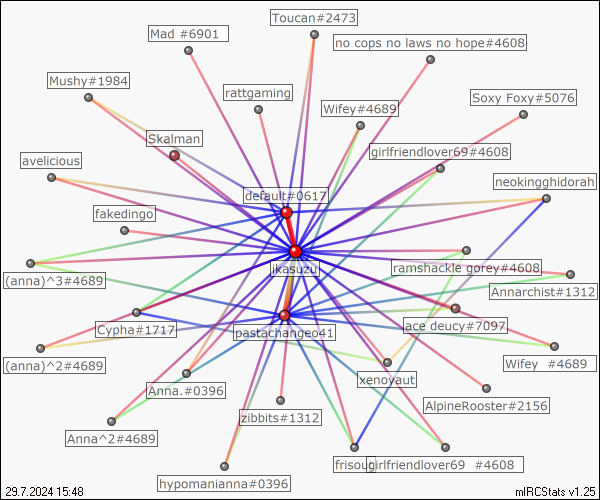 Toucan#2473
Mad #6901
no cops no laws no hope#4608
Mushy#1984
rattgaming
Soxy Foxy#5076
Wifey#4689
Skalman
girlfriendlover69#4608
avelicious
neokingghidorah
default#0617
fakedingo
jkasuzu
ramshackle gorey#4608
(anna)^3#4689
Annarchist#1312
Cypha#1717
pastachangeo41
ace deucy#7097
(anna)^2#4689
Wifey #4689
xenoyaut
Anna.#0396
AlpineRooster#2156
zibbits#1312
Anna^2#4689
frisou
girlfriendlover69 #4608
hypomanianna#0396
29.7.2024 15:48
mIRCStats v1.25